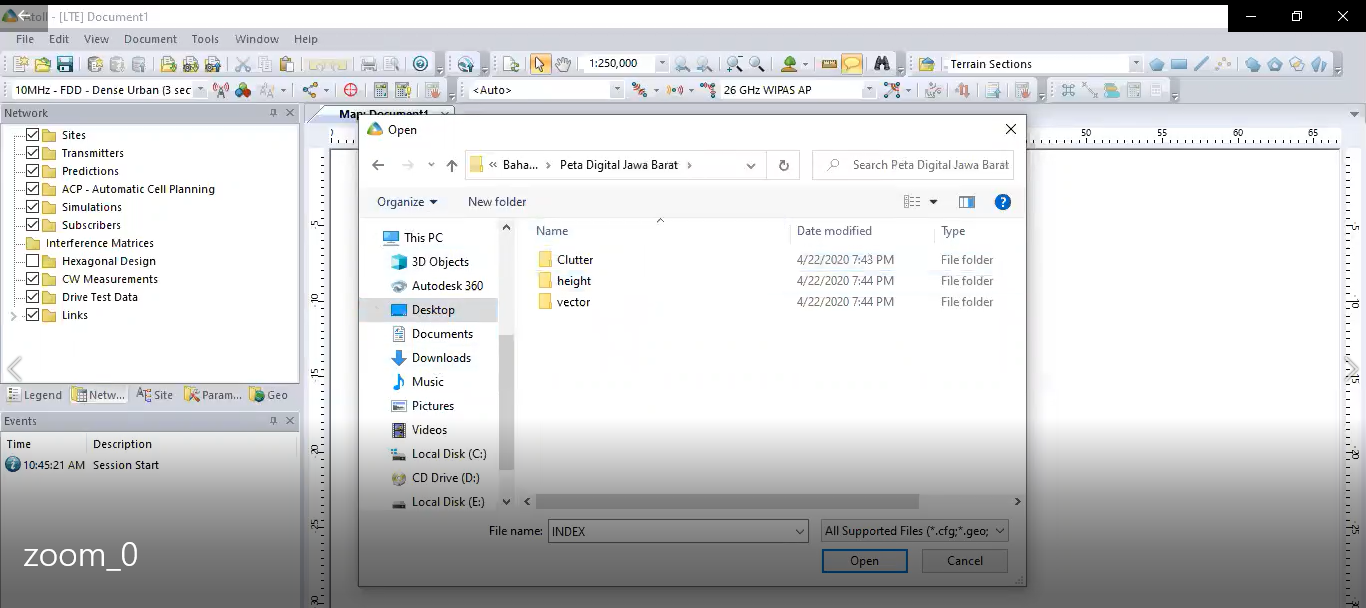 Atoll - [LTE] Document1
File Edit View Document Tools Window Help
1:250,000
Terrain Sections
10MHz - FDD - Dense Urban (3 sec
<Auto>
26 GHz WIPAS AP
Network
Map: Document1
Sites
Transmitters
Predictions
ACP - Automatic Cell Planning
Simulations
Subscribers
Interference Matrices
Hexagonal Design
CW Measurements
Drive Test Data
Links
Legend Netw... Site Param... Geo
Events
Time Description
10:45:21 AM Session Start
zoom_0
50 55 60 65
-5
-10
-15
-20
-25
-30
Open
« Baha... › Peta Digital Jawa Barat ›
Search Peta Digital Jawa Barat
Organize New folder
This PC
3D Objects
Autodesk 360
Desktop
Documents
Downloads
Music
Pictures
Videos
Local Disk (C:)
CD Drive (D:)
Local Disk (E:)
Name Date modified Type
Clutter 4/22/2020 7:43 PM File folder
height 4/22/2020 7:44 PM File folder
vector 4/22/2020 7:44 PM File folder
File name: INDEX
All Supported Files (*.cfg;*.geo;
Open Cancel